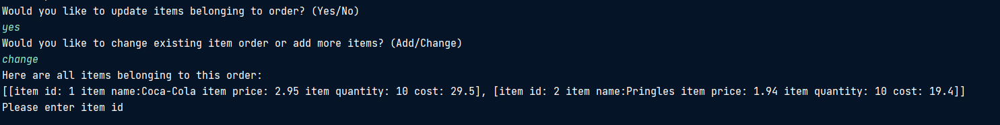 Would you like to update items belonging to order? (Yes/No)
yes
Would you like to change existing item order or add more items? (Add/Change)
change
Here are all items belonging to this order:
[[item id: 1 item name:Coca-Cola item price: 2.95 item quantity: 10 cost: 29.5], [item id: 2 item name:Pringles item price: 1.94 item quantity: 10 cost: 19.4]]
Please enter item id